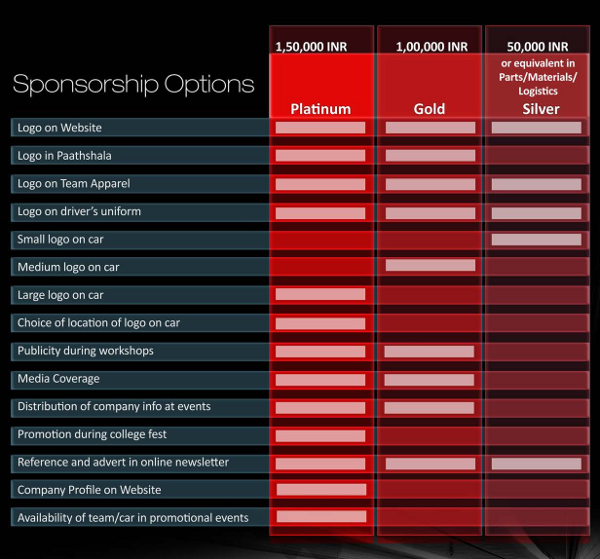 1,50,000 INR
1,00,000 INR
50,000 INR
or equivalent in
Parts/Materials/
Logistics
Sponsorship Options
Platinum
Gold
Silver
Logo on Website
Logo in Paathshala
Logo on Team Apparel
Logo on driver's uniform
Small logo on car
Medium logo on car
Large logo on car
Choice of location of logo on car
Publicity during workshops
Media Coverage
Distribution of company info at events
Promotion during college fest
Reference and advert in online newsletter
Company Profile on Website
Availability of team/car in promotional events